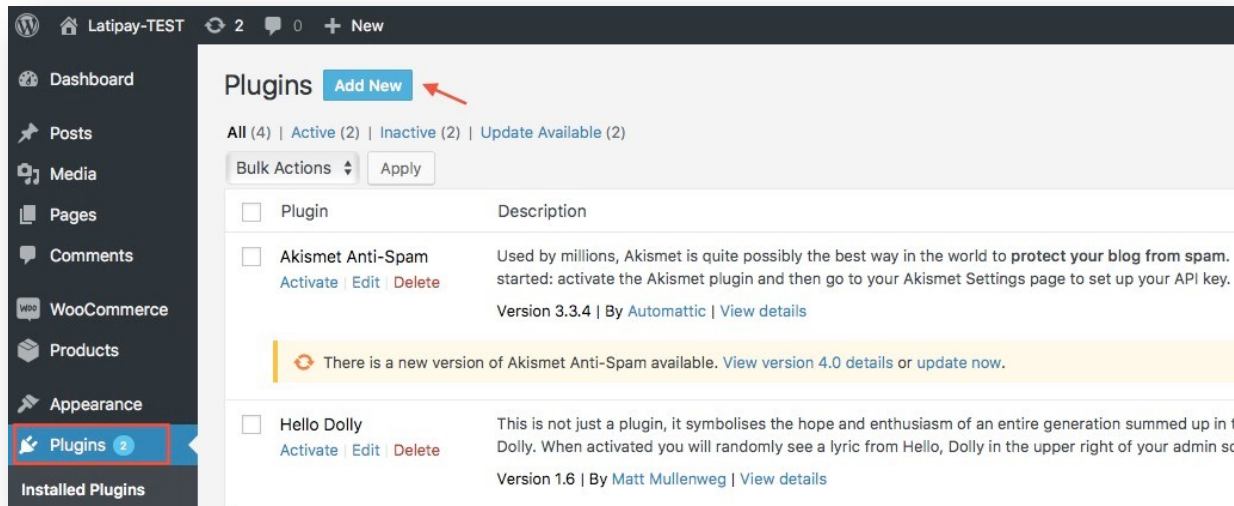 Latipay-TEST 2 0 + New
Dashboard
Posts
Media
Pages
Comments
WOO WooCommerce
Products
Appearance
Plugins 2
Installed Plugins
Plugins Add New
All (4) | Active (2) | Inactive (2) | Update Available (2)
Bulk Actions Apply
Plugin Description
Akismet Anti-Spam
Activate | Edit | Delete
Used by millions, Akismet is quite possibly the best way in the world to protect your blog from spam.
started: activate the Akismet plugin and then go to your Akismet Settings page to set up your API key.
Version 3.3.4 | By Automattic | View details
There is a new version of Akismet Anti-Spam available. View version 4.0 details or update now.
Hello Dolly
Activate | Edit | Delete
This is not just a plugin, it symbolises the hope and enthusiasm of an entire generation summed up in
Dolly. When activated you will randomly see a lyric from Hello, Dolly in the upper right of your admin
Version 1.6 | By Matt Mullenweg | View details